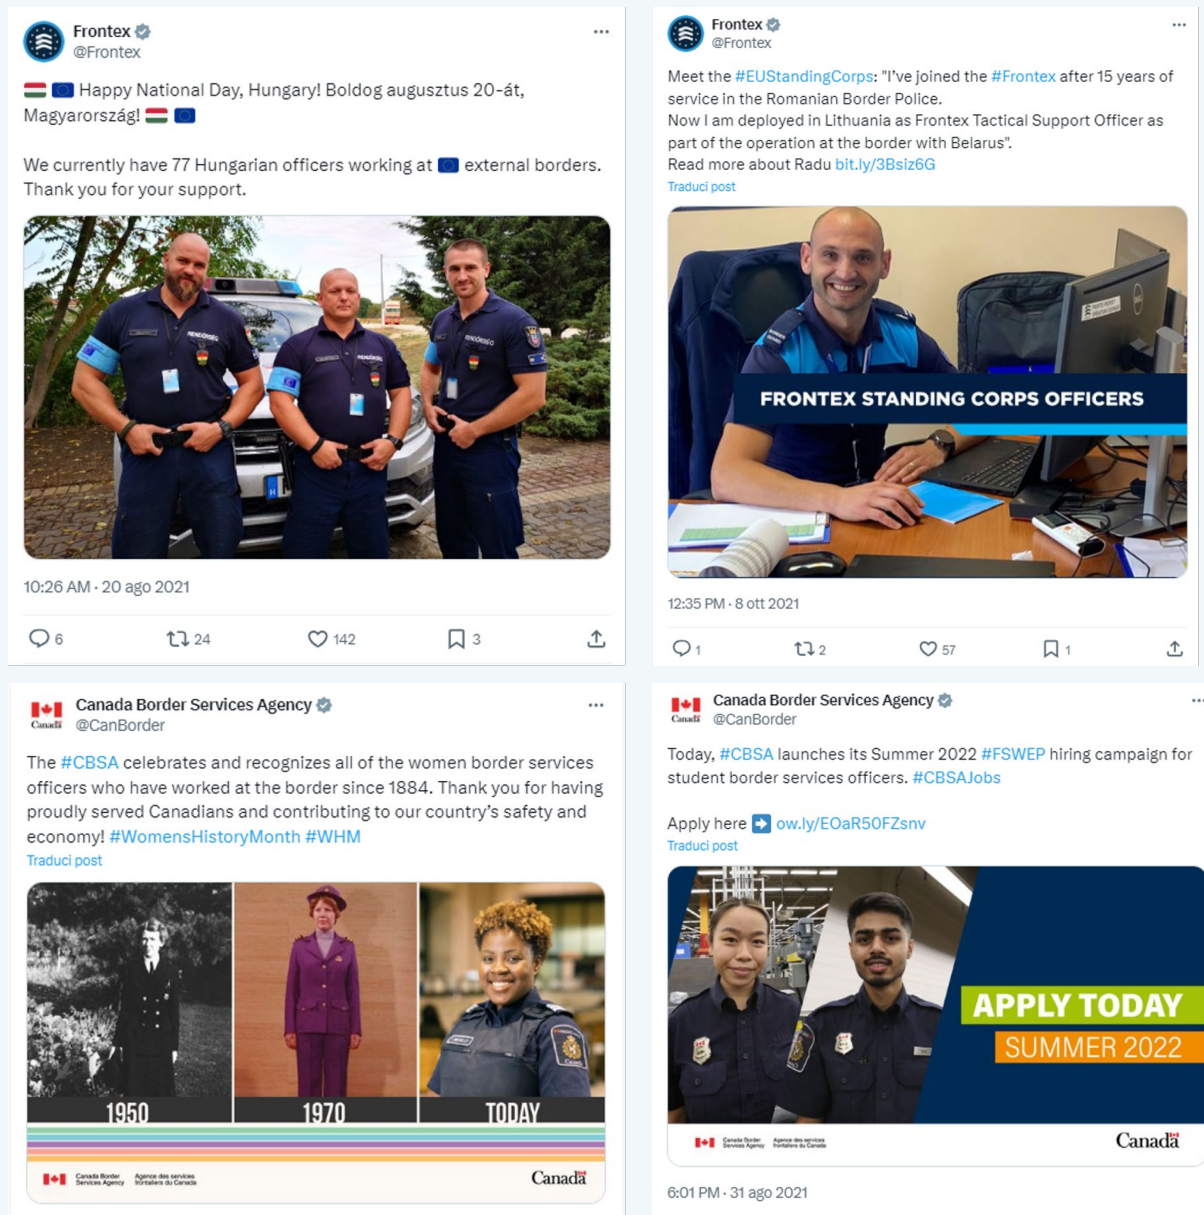 Frontex
@Frontex
Happy National Day, Hungary! Boldog augusztus 20-át,
Magyarország!
We currently have 77 Hungarian officers working at external borders.
Thank you for your support.
RENDŐRSÉG
RENDŐRSÉG
RENDŐRSÉG
H
10:26 AM · 20 ago 2021
6
24
142
3
Frontex
@Frontex
Meet the #EUStandingCorps: "I've joined the #Frontex after 15 years of
service in the Romanian Border Police.
Now I am deployed in Lithuania as Frontex Tactical Support Officer as
part of the operation at the border with Belarus".
Read more about Radu bit.ly/3Bsiz6G
Traduci post
DELL
FRONTEX STANDING CORPS OFFICERS
12:35 PM · 8 ott 2021
1
2
57
1
Canada Border Services Agency
@CanBorder
Canada
The #CBSA celebrates and recognizes all of the women border services
officers who have worked at the border since 1884. Thank you for having
proudly served Canadians and contributing to our country's safety and
economy! #WomensHistoryMonth #WHM
Traduci post
1950
1970
TODAY
Canada Border
Services Agency
Agence des services
frontaliers du Canada
Canada
Canada Border Services Agency
@CanBorder
Canada
Today, #CBSA launches its Summer 2022 #FSWEP hiring campaign for
student border services officers. #CBSAJobs
Apply here ow.ly/EOaR50FZsnv
Traduci post
APPLY TODAY
SUMMER 2022
Canada Border
Services Agency
Agence des services
frontaliers du Canada
Canada
6:01 PM · 31 ago 2021